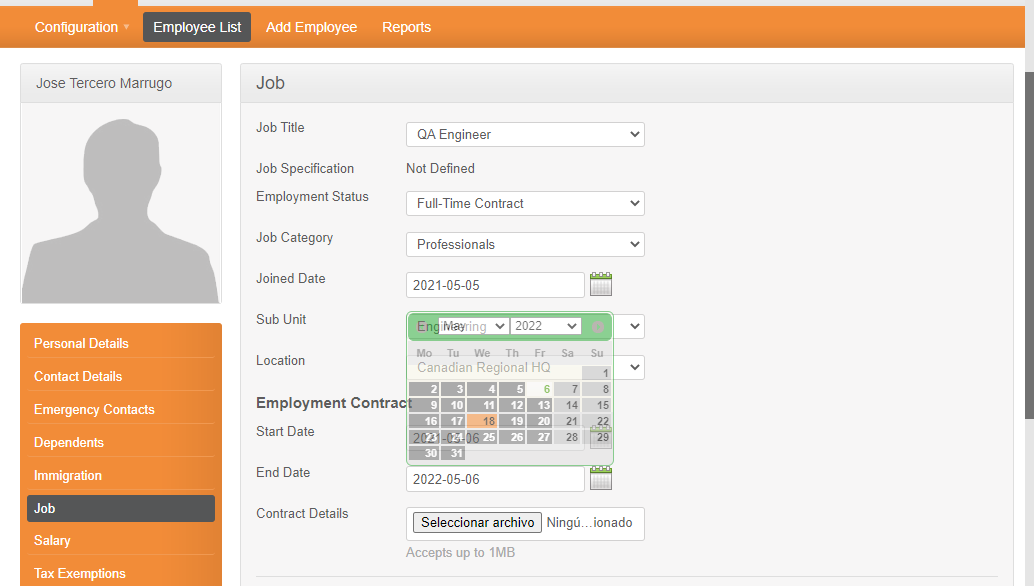 Configuration Employee List Add Employee Reports
Jose Tercero Marrugo
Personal Details
Contact Details
Emergency Contacts
Dependents
Immigration
Job
Salary
Tax Exemptions
Job
Job Title QA Engineer
Job Specification Not Defined
Employment Status Full-Time Contract
Job Category Professionals
Joined Date 2021-05-05
Sub Unit Engineering
May 2022
Mo Tu We Th Fr Sa Su
Location Canadian Regional HQ
1
2 3 4 5 6 7 8
9 10 11 12 13 14 15
16 17 18 19 20 21 22
23 24 25 26 27 28 29
30 31
Employment Contract
Start Date
End Date 2022-05-06
Contract Details Seleccionar archivo Ningú…ionado
Accepts up to 1MB